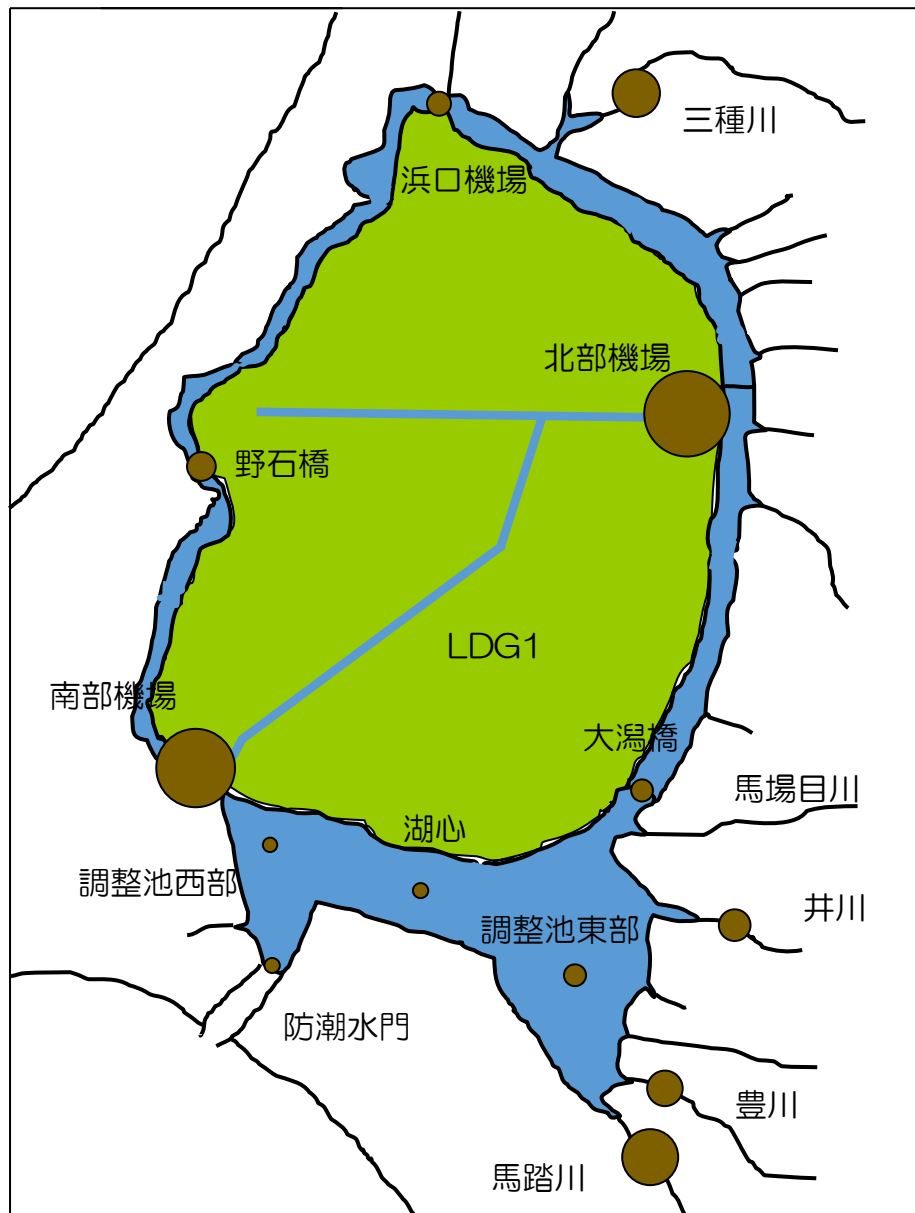 三種川
浜口機場
北部機場
野石橋
LDG1
南部機場
大潟橋
馬場目川
湖心
調整池西部
井川
調整池東部
防潮水門
豊川
馬踏川